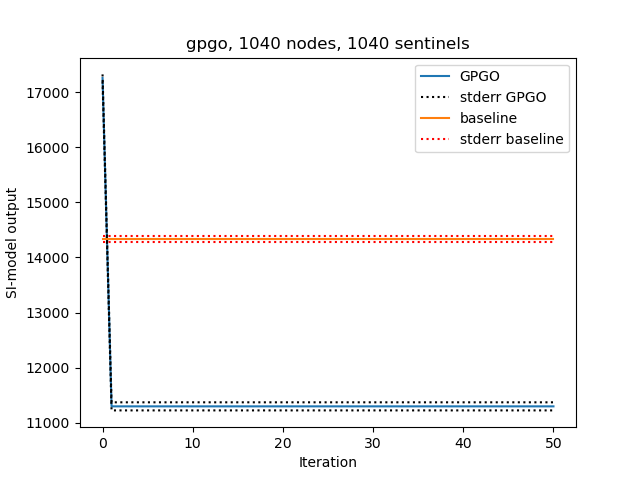 gpgo, 1040 nodes, 1040 sentinels
GPGO
stderr GPGO
baseline
stderr baseline
SI-model output
17000
16000
15000
14000
13000
12000
11000
0 10 20 30 40 50
Iteration